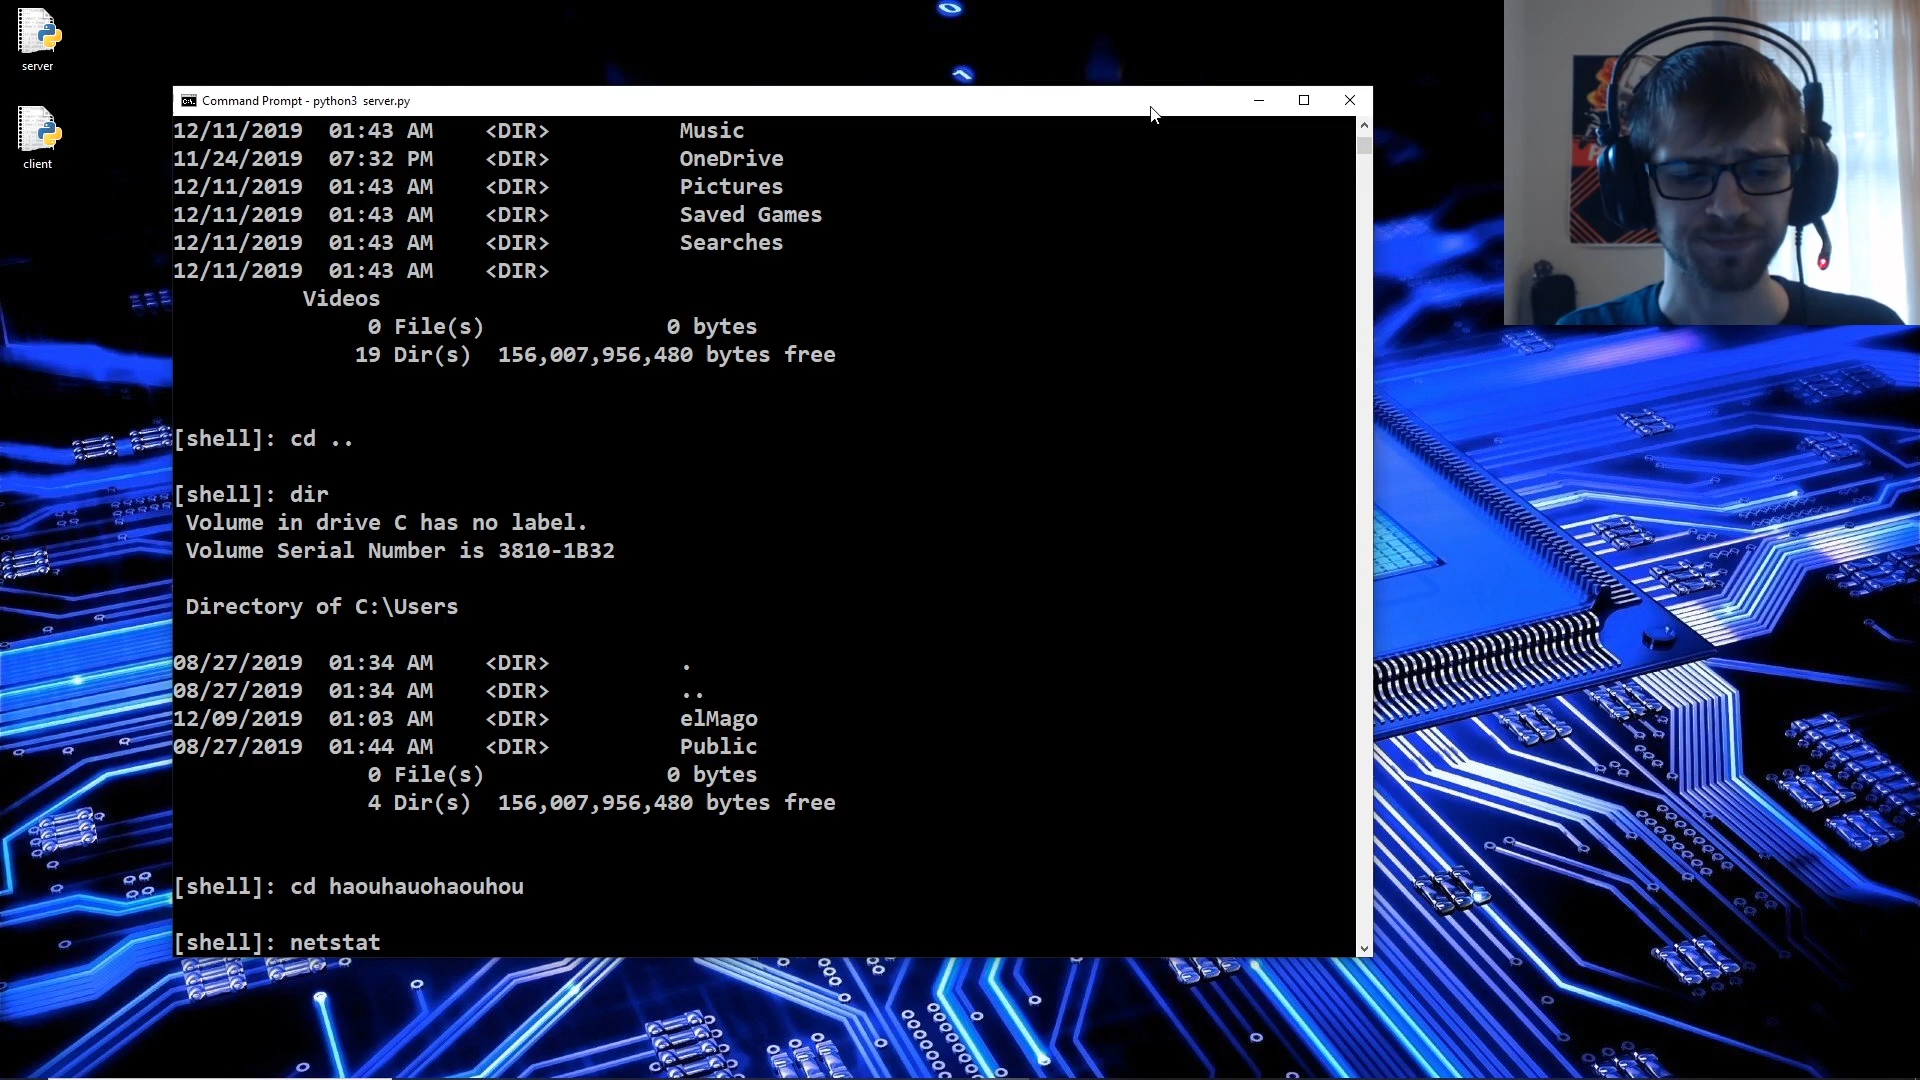 server
client
Command Prompt - python3 server.py
12/11/2019 01:43 AM <DIR> Music
11/24/2019 07:32 PM <DIR> OneDrive
12/11/2019 01:43 AM <DIR> Pictures
12/11/2019 01:43 AM <DIR> Saved Games
12/11/2019 01:43 AM <DIR> Searches
12/11/2019 01:43 AM <DIR>
Videos
0 File(s) 0 bytes
19 Dir(s) 156,007,956,480 bytes free
[shell]: cd ..
[shell]: dir
Volume in drive C has no label.
Volume Serial Number is 3810-1B32
Directory of C:\Users
08/27/2019 01:34 AM <DIR> .
08/27/2019 01:34 AM <DIR> ..
12/09/2019 01:03 AM <DIR> elMago
08/27/2019 01:44 AM <DIR> Public
0 File(s) 0 bytes
4 Dir(s) 156,007,956,480 bytes free
[shell]: cd haouhauohaouhou
[shell]: netstat